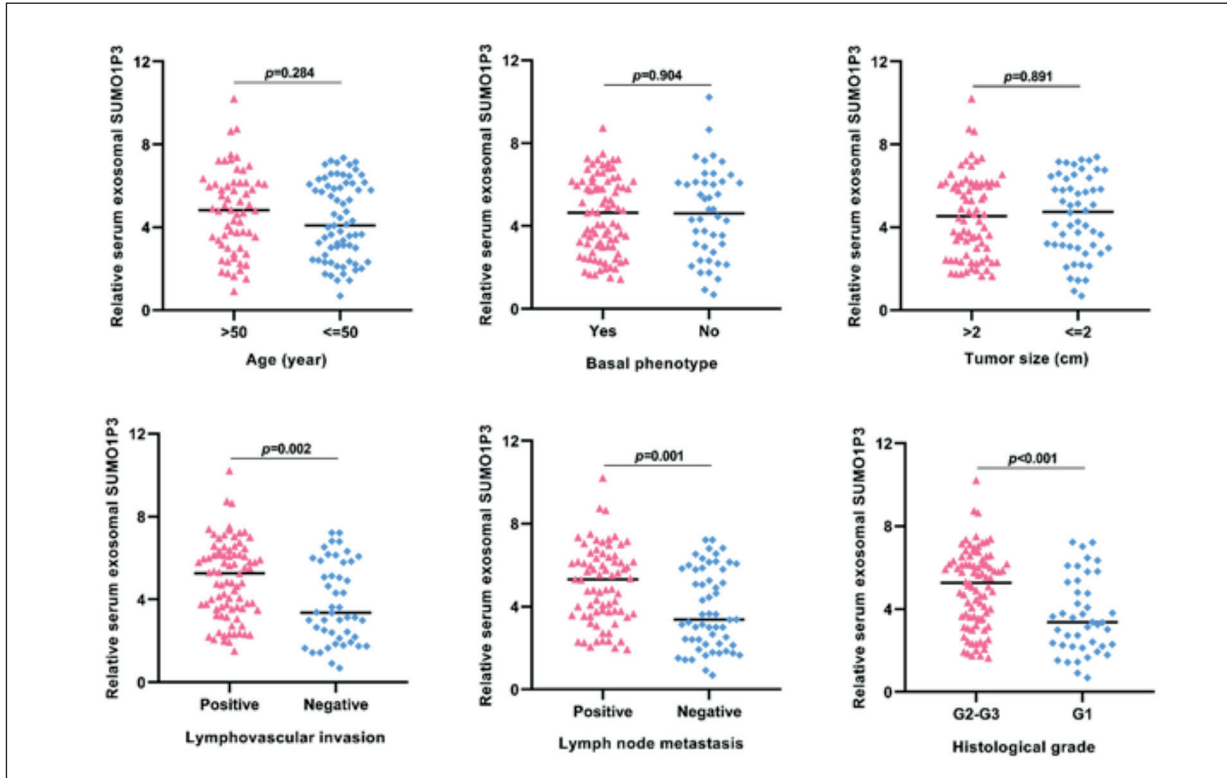 Relative serum exosomal SUMO1P3
12
8
4
0
p=0.284
>50
<=50
Age (year)
Relative serum exosomal SUMO1P3
12
8
4
0
p=0.904
Yes
No
Basal phenotype
Relative serum exosomal SUMO1P3
12
8
4
0
p=0.891
>2
<=2
Tumor size (cm)
Relative serum exosomal SUMO1P3
12
8
4
0
p=0.002
Positive
Negative
Lymphovascular invasion
Relative serum exosomal SUMO1P3
12
8
4
0
p=0.001
Positive
Negative
Lymph node metastasis
Relative serum exosomal SUMO1P3
12
8
4
0
p<0.001
G2-G3
G1
Histological grade